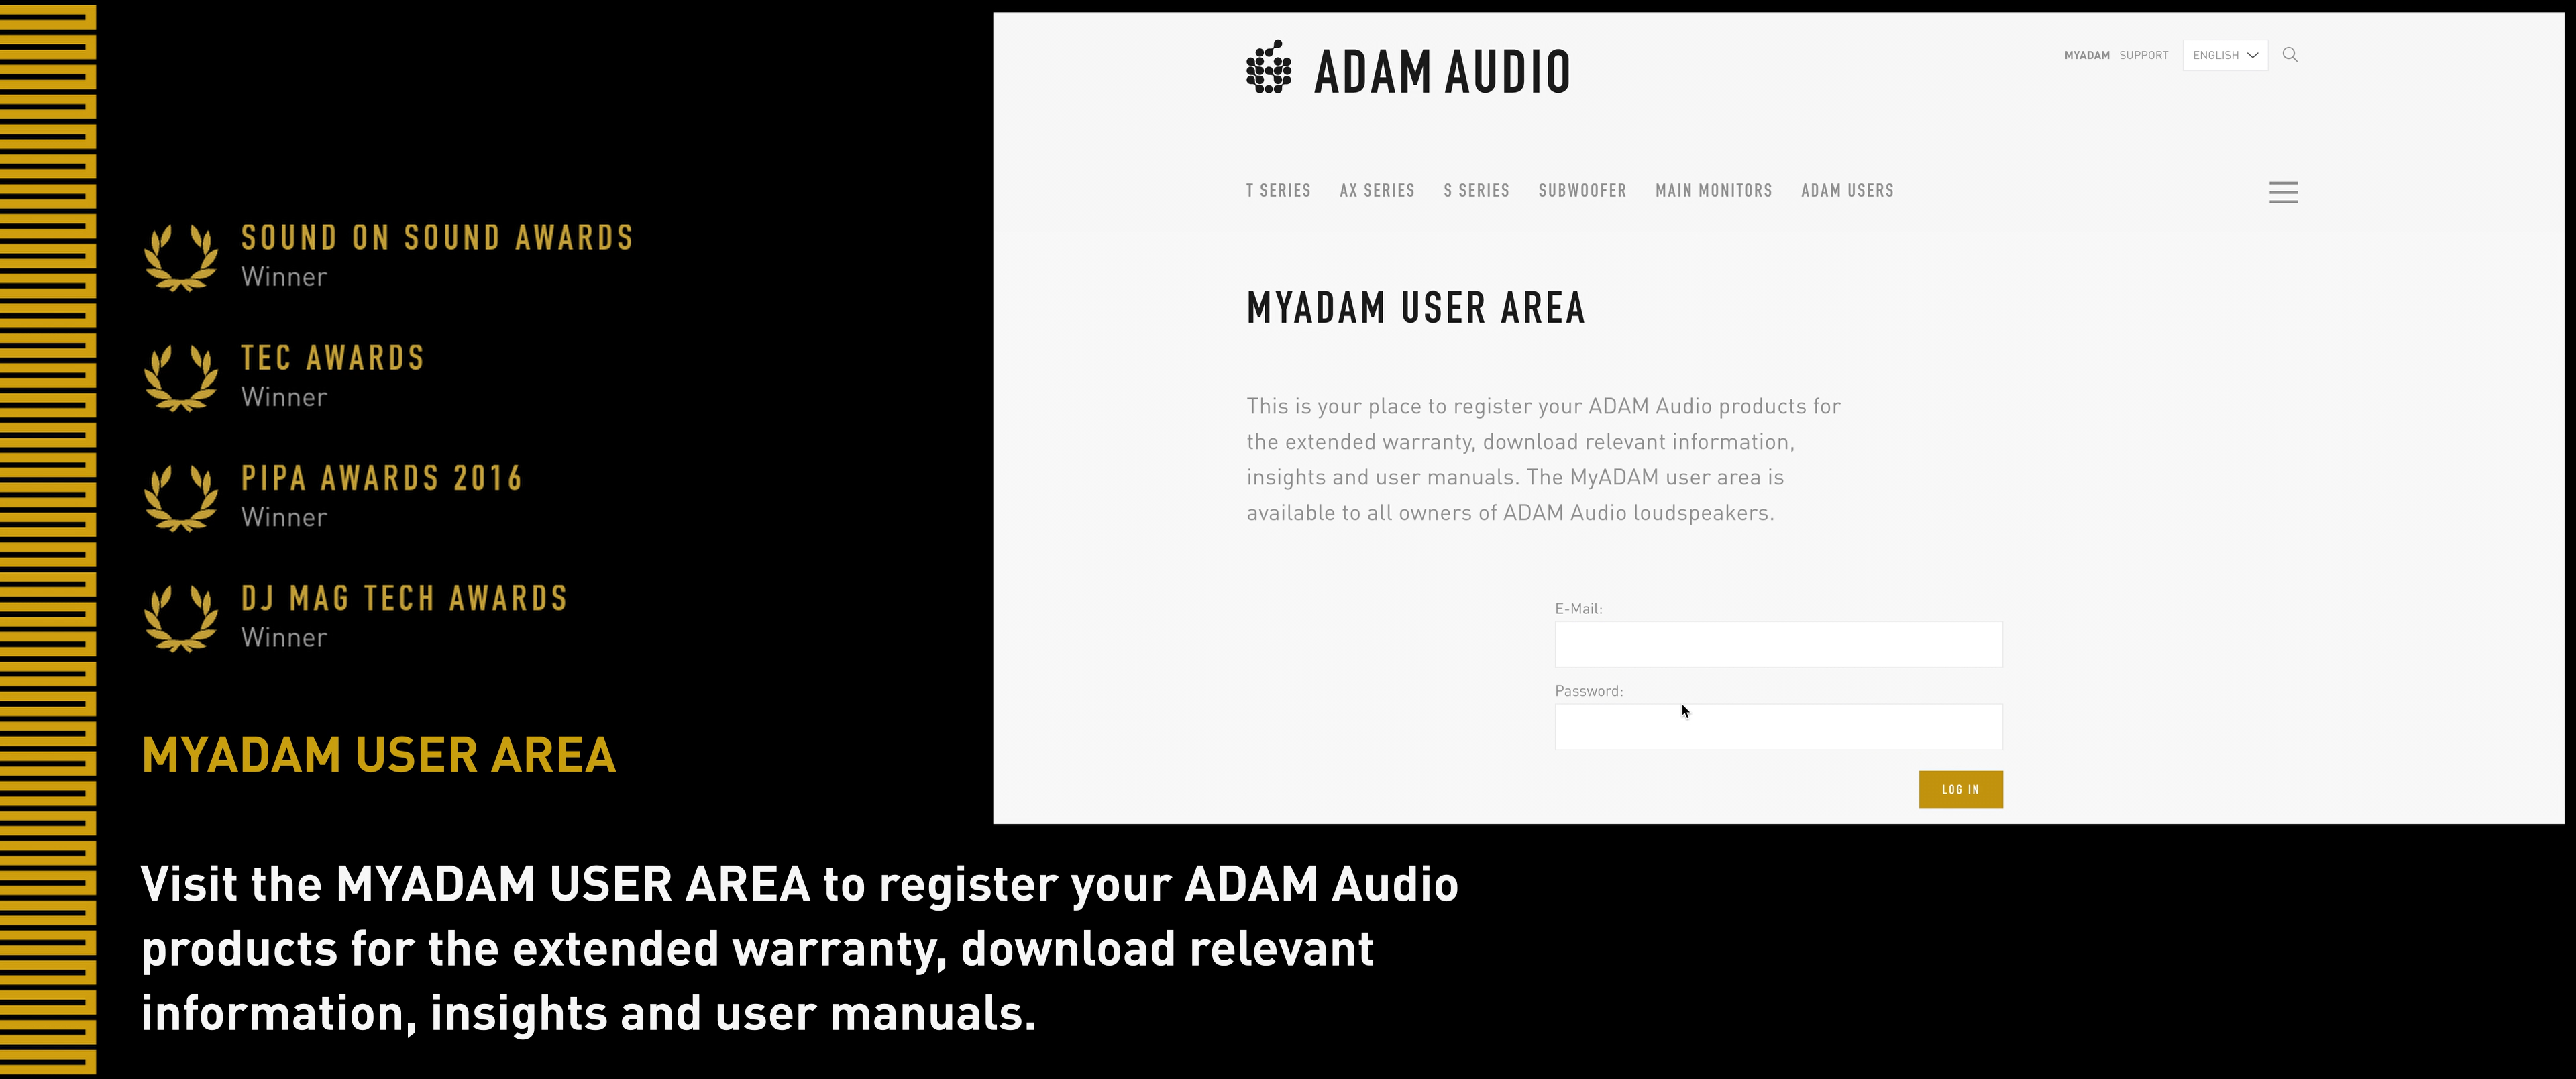 SOUND ON SOUND AWARDS
Winner
TEC AWARDS
Winner
PIPA AWARDS 2016
Winner
DJ MAG TECH AWARDS
Winner
MYADAM USER AREA
Visit the MYADAM USER AREA to register your ADAM Audio
products for the extended warranty, download relevant
information, insights and user manuals.
ADAM AUDIO
MYADAM SUPPORT ENGLISH
T SERIES AX SERIES S SERIES SUBWOOFER MAIN MONITORS ADAM USERS
MYADAM USER AREA
This is your place to register your ADAM Audio products for
the extended warranty, download relevant information,
insights and user manuals. The MyADAM user area is
available to all owners of ADAM Audio loudspeakers.
E-Mail:
Password:
LOG IN